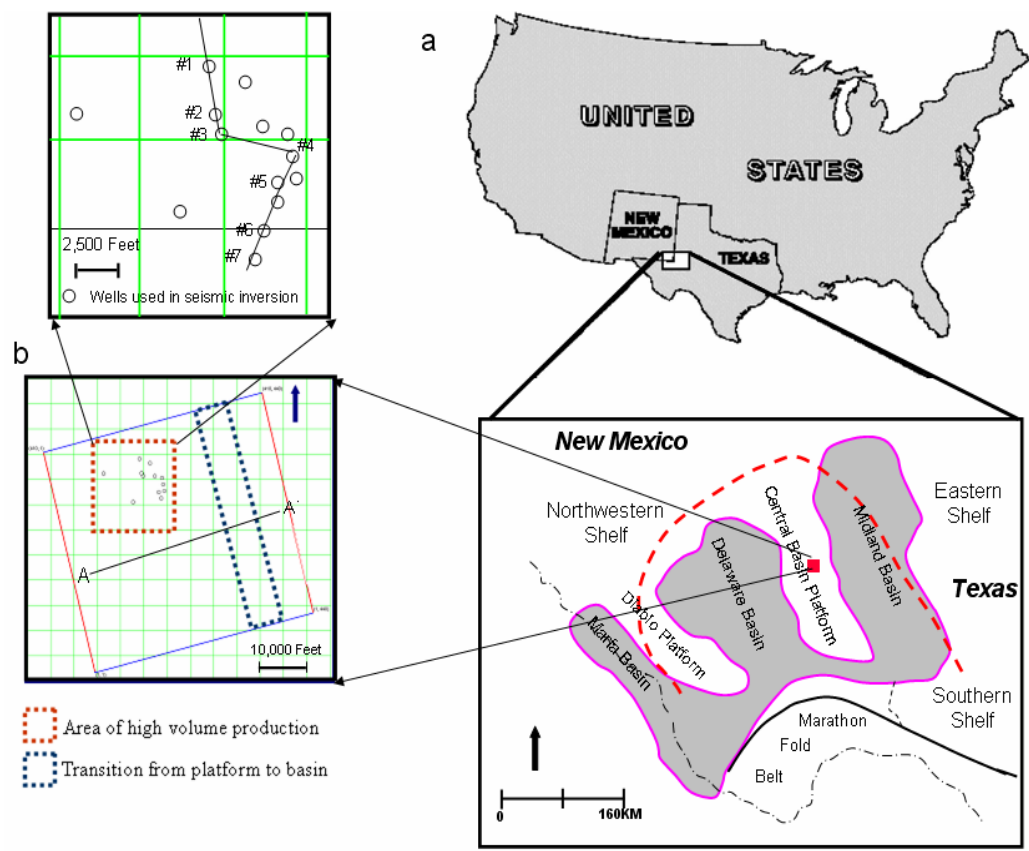 a
#1
#2
#3
#4
#5
#6
#7
2,500 Feet
Wells used in seismic inversion
UNITED
STATES
NEW
MEXICO
TEXAS
b
A
A'
10,000 Feet
Area of high volume production
Transition from platform to basin
New Mexico
Northwestern
Shelf
Central Basin Platform
Midland Basin
Eastern
Shelf
Delaware Basin
Diablo Platform
Marfa Basin
Texas
Southern
Shelf
Marathon
Fold
Belt
0
160KM